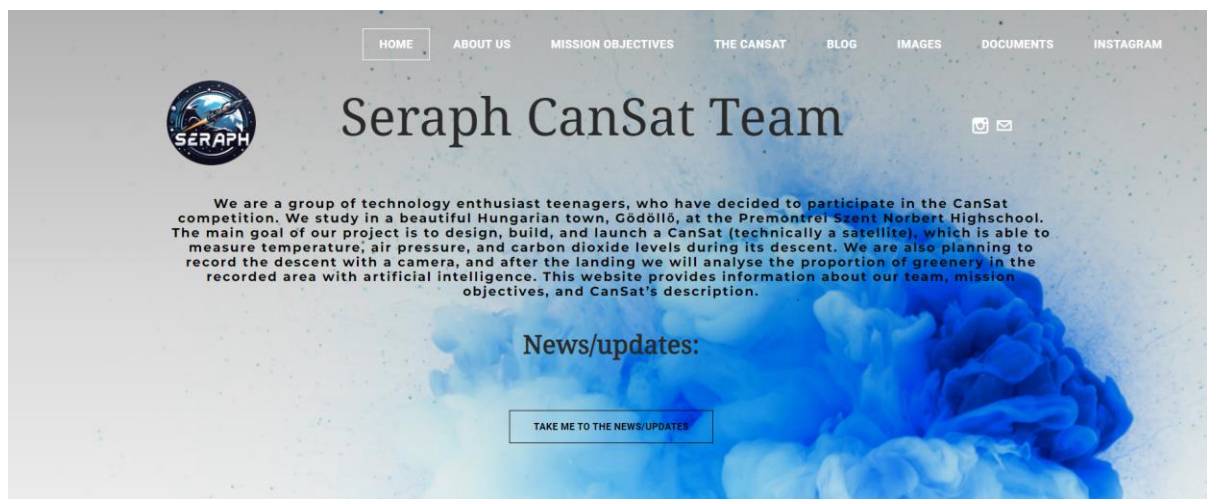 HOME ABOUT US MISSION OBJECTIVES THE CANSAT BLOG IMAGES DOCUMENTS INSTAGRAM
SERAPH
Seraph CanSat Team
We are a group of technology enthusiast teenagers, who have decided to participate in the CanSat
competition. We study in a beautiful Hungarian town, Gödöllő, at the Premontrei Szent Norbert Highschool.
The main goal of our project is to design, build, and launch a CanSat (technically a satellite), which is able to
measure temperature, air pressure, and carbon dioxide levels during its descent. We are also planning to
record the descent with a camera, and after the landing we will analyse the proportion of greenery in the
recorded area with artificial intelligence. This website provides information about our team, mission
objectives, and CanSat's description.
News/updates:
TAKE ME TO THE NEWS/UPDATES